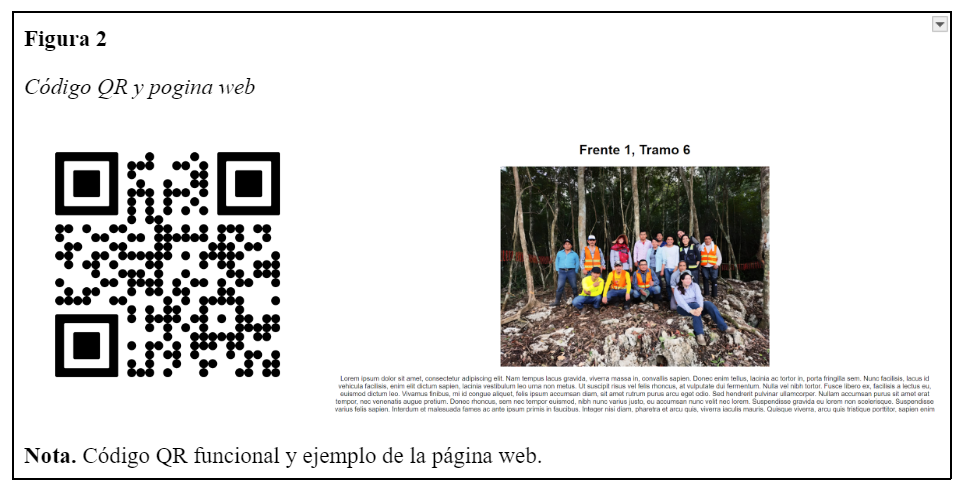 Figura 2
Código QR y pogina web
Frente 1, Tramo 6
Lorem ipsum dolor sit amet, consectetur adipiscing elit. Nam tempus lacus gravida, viverra massa in, convallis sapien. Donec enim tellus, lacinia ac tortor in, porta fringilla sem. Nunc facilisis, lacus id
vehicula facilisis, enim elit dictum sapien, lacinia vestibulum leo urna non metus. Ut suscipit risus vel felis rhoncus, at vulputate dui fermentum. Nulla vel nibh tortor. Fusce libero ex, facilisis a lectus eu,
euismod dictum leo. Vivamus finibus, mi id congue aliquet, felis ipsum accumsan diam, sit amet rutrum purus arcu eget odio. Sed hendrerit pulvinar ullamcorper. Nullam accumsan purus sit amet erat
tempor, nec venenatis augue pretium. Donec rhoncus, sem nec tempor euismod, nibh nunc varius justo, eu accumsan nunc velit nec lorem. Suspendisse gravida eu lorem non scelerisque. Suspendisse
varius felis sapien. Interdum et malesuada fames ac ante ipsum primis in faucibus. Integer nisi diam, pharetra et arcu quis, viverra iaculis mauris. Quisque viverra, arcu quis tristique porttitor, sapien enim
Nota. Código QR funcional y ejemplo de la página web.